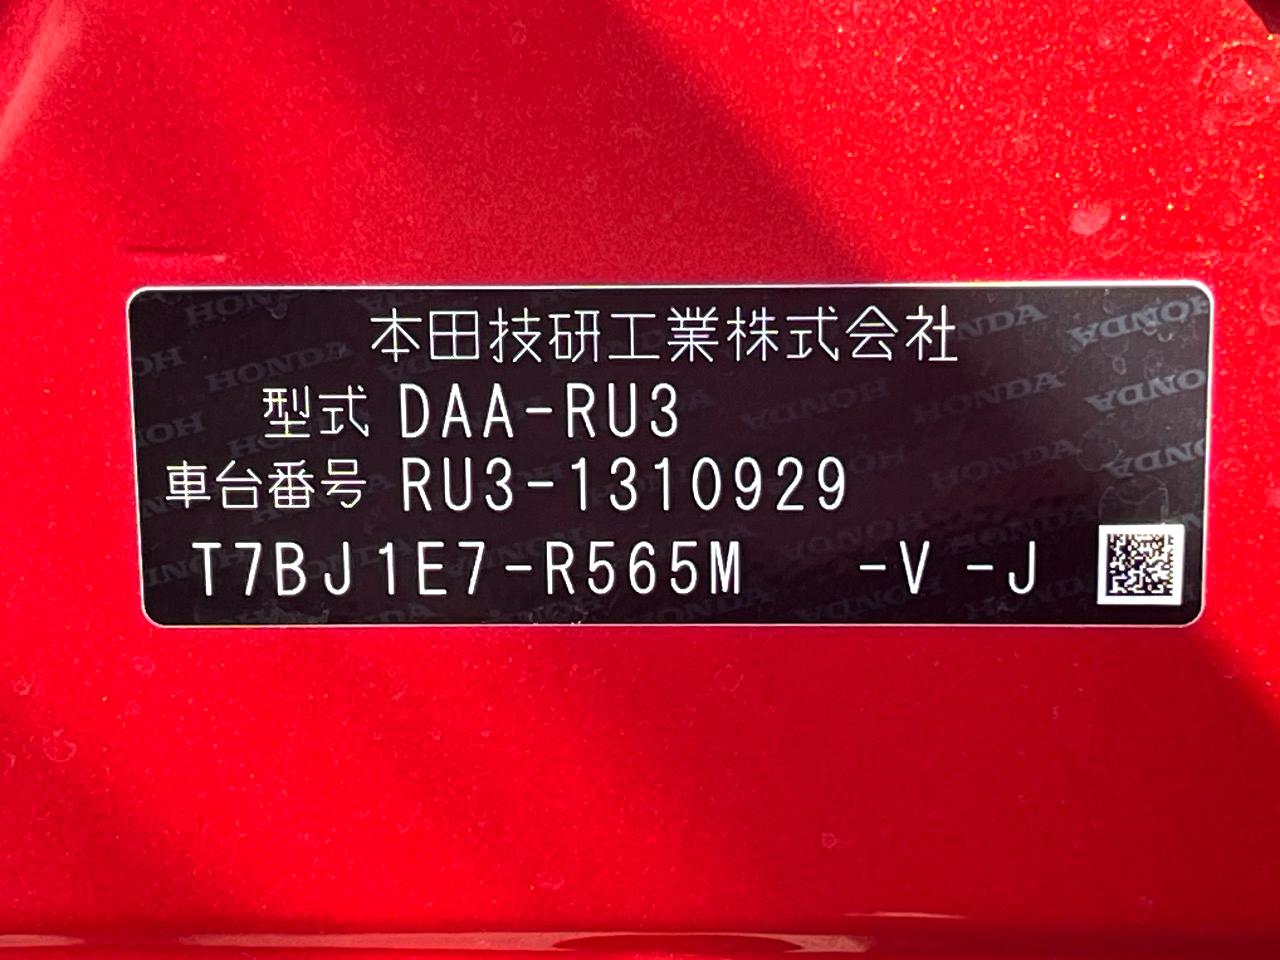 本田技研工業株式会社
型式 DAA-RU3
車台番号 RU3-1310929
T7BJ1E7-R565M -V -J